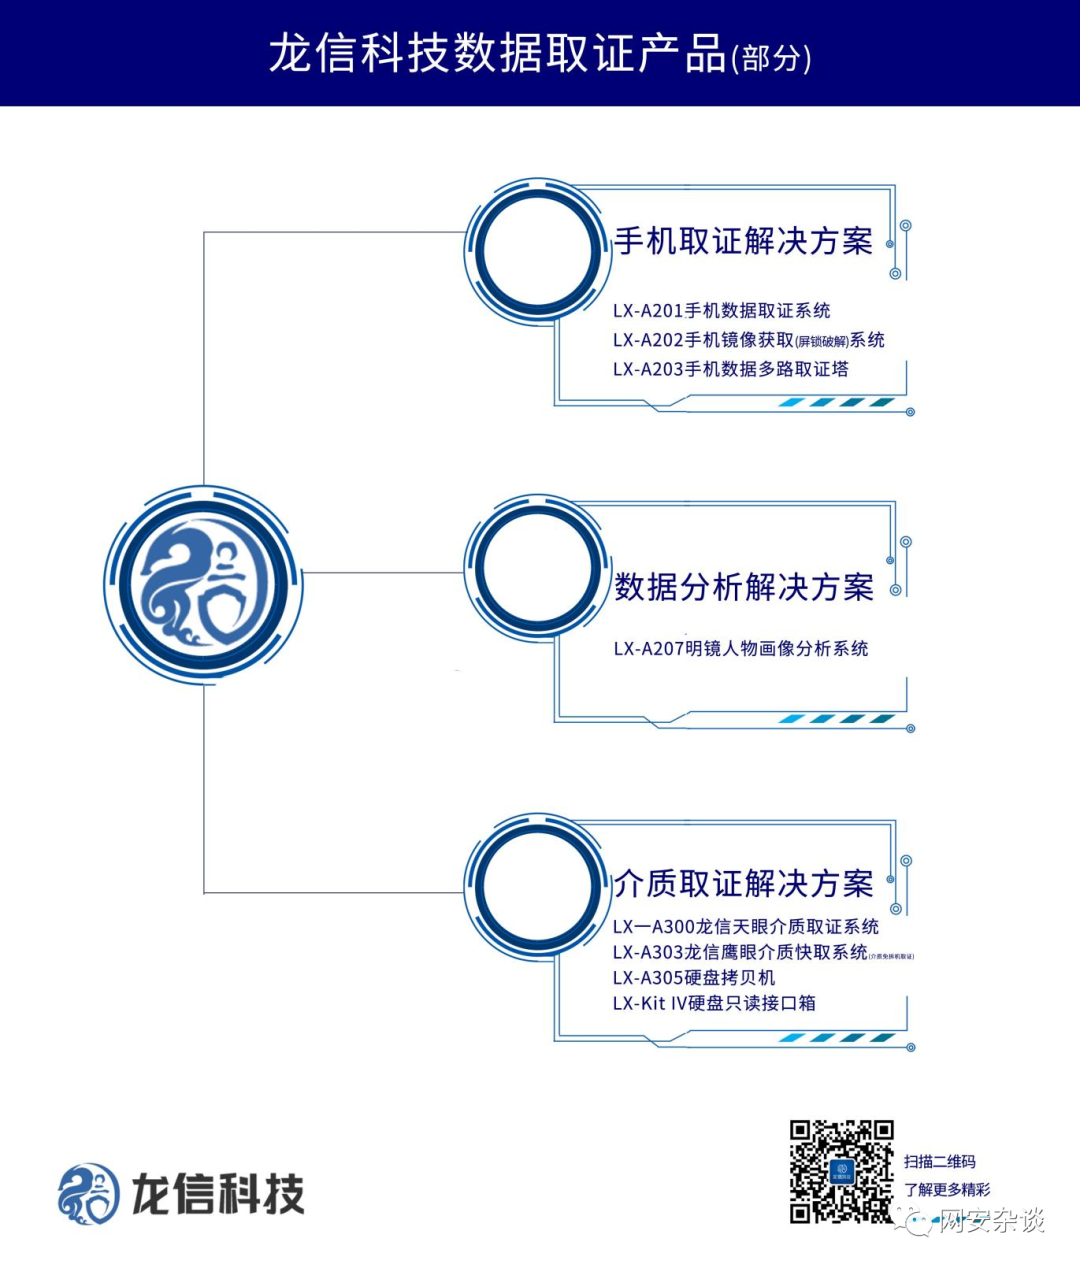 龙信科技数据取证产品(部分)
手机取证解决方案
LX-A201手机数据取证系统
LX-A202手机镜像获取(屏锁破解)系统
LX-A203手机数据多路取证塔
数据分析解决方案
LX-A207明镜人物画像分析系统
介质取证解决方案
LX一A300龙信天眼介质取证系统
LX-A303龙信鹰眼介质快取系统(介质免拆机取证)
LX-A305硬盘拷贝机
LX-Kit IV硬盘只读接口箱
龙信科技
扫描二维码
了解更多精彩
网安杂谈